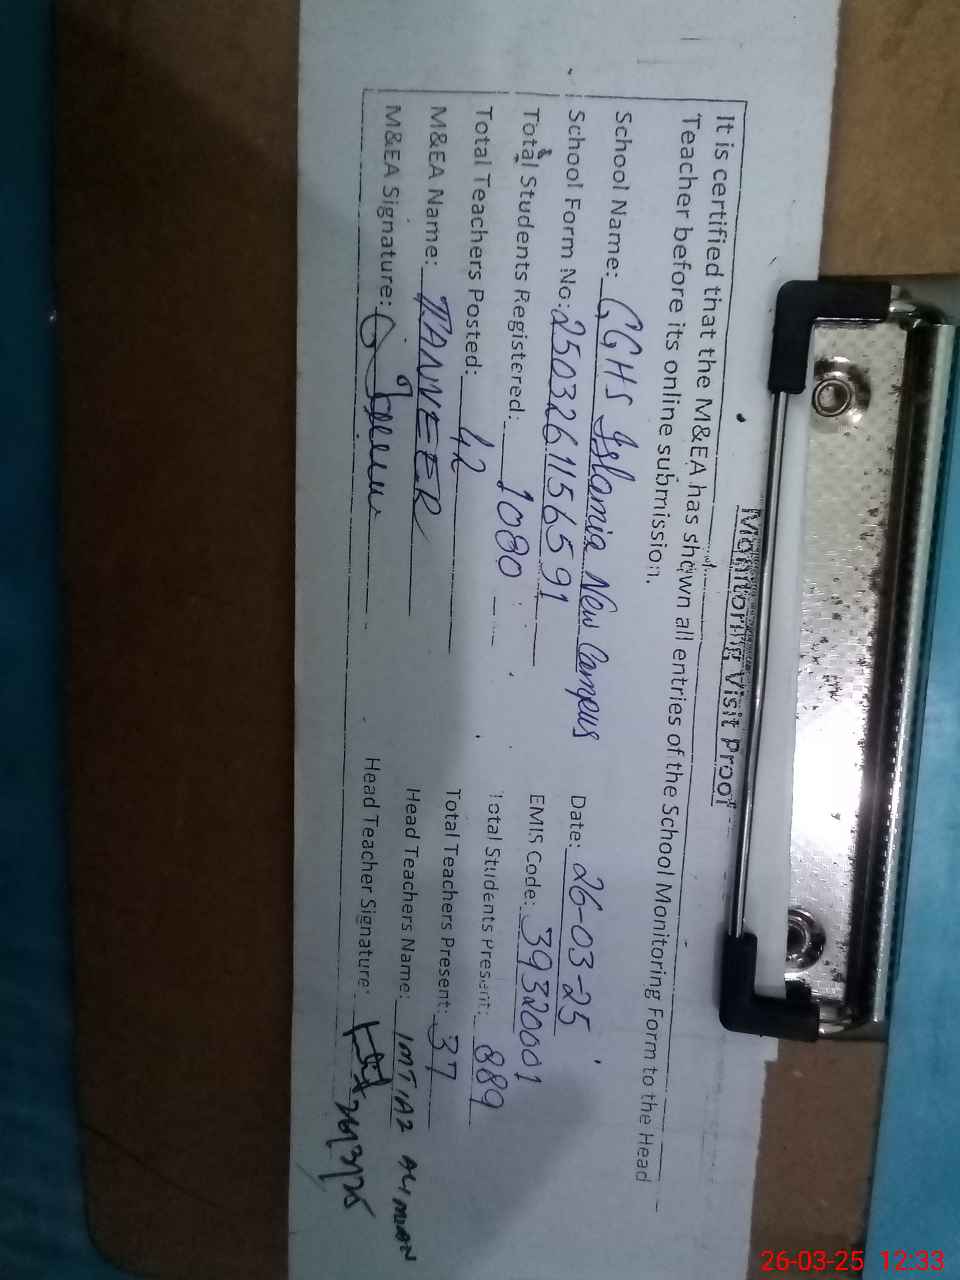 Monitoring Visit Proof
It is certified that the M&EA has shown all entries of the School Monitoring Form to the Head
Teacher before its online submission.
School Name: GGHS Islamia New Campus Date: 26-03-25
School Form No: 2503261156591 EMIS Code: 39320001
Total Students Registered: 1080 Total Students Present: 889
Total Teachers Posted: 42 Total Teachers Present: 37
M&EA Name: TANVEER Head Teachers Name: IMTIAZ
M&EA Signature: Head Teacher Signature: 26/3/25
26-03-25 12:33